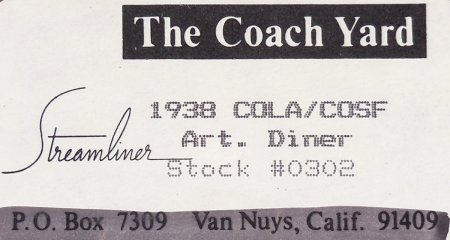 The Coach Yard
1938 COLA/COSF
Streamliner
Art. Diner
Stock #0302
P.O. Box 7309 Van Nuys, Calif. 91409